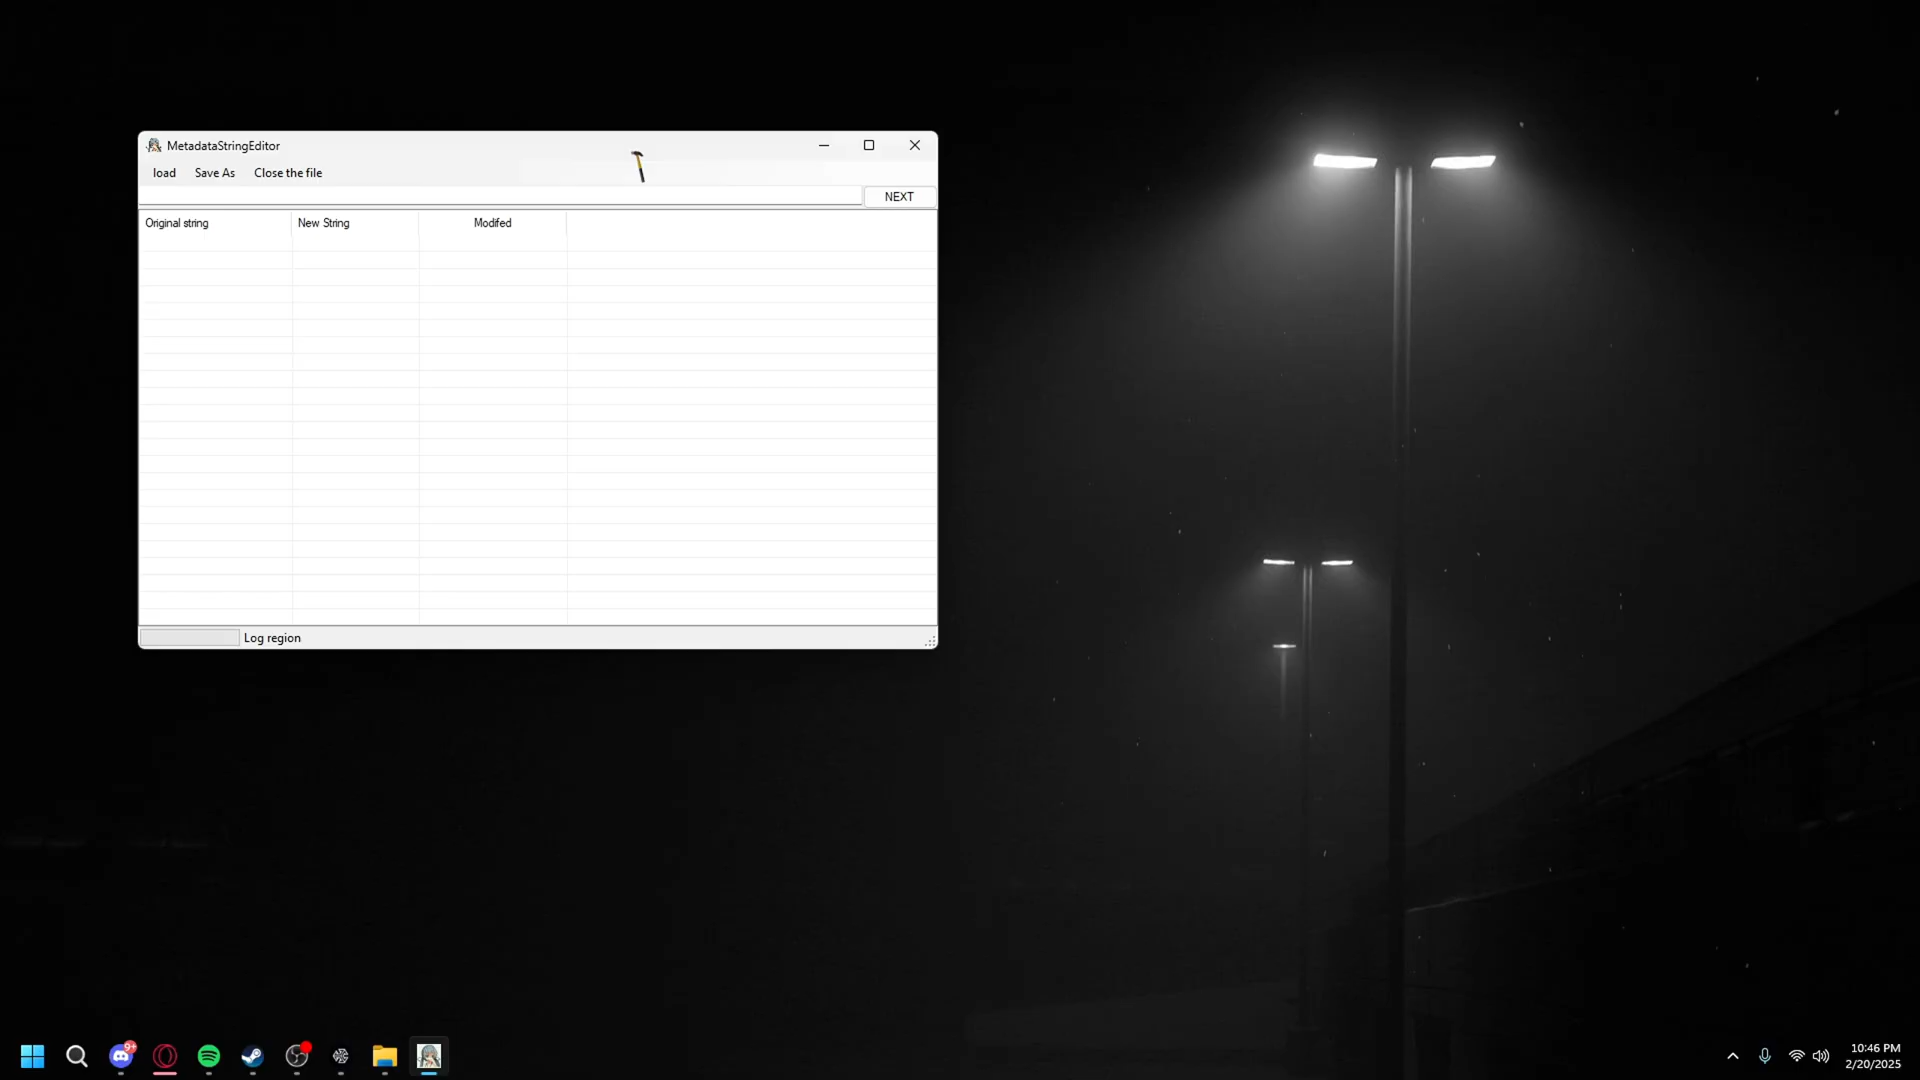 MetadataStringEditor
load Save As Close the file
NEXT
Original string New String Modifed
Log region
9+
10:46 PM
2/20/2025